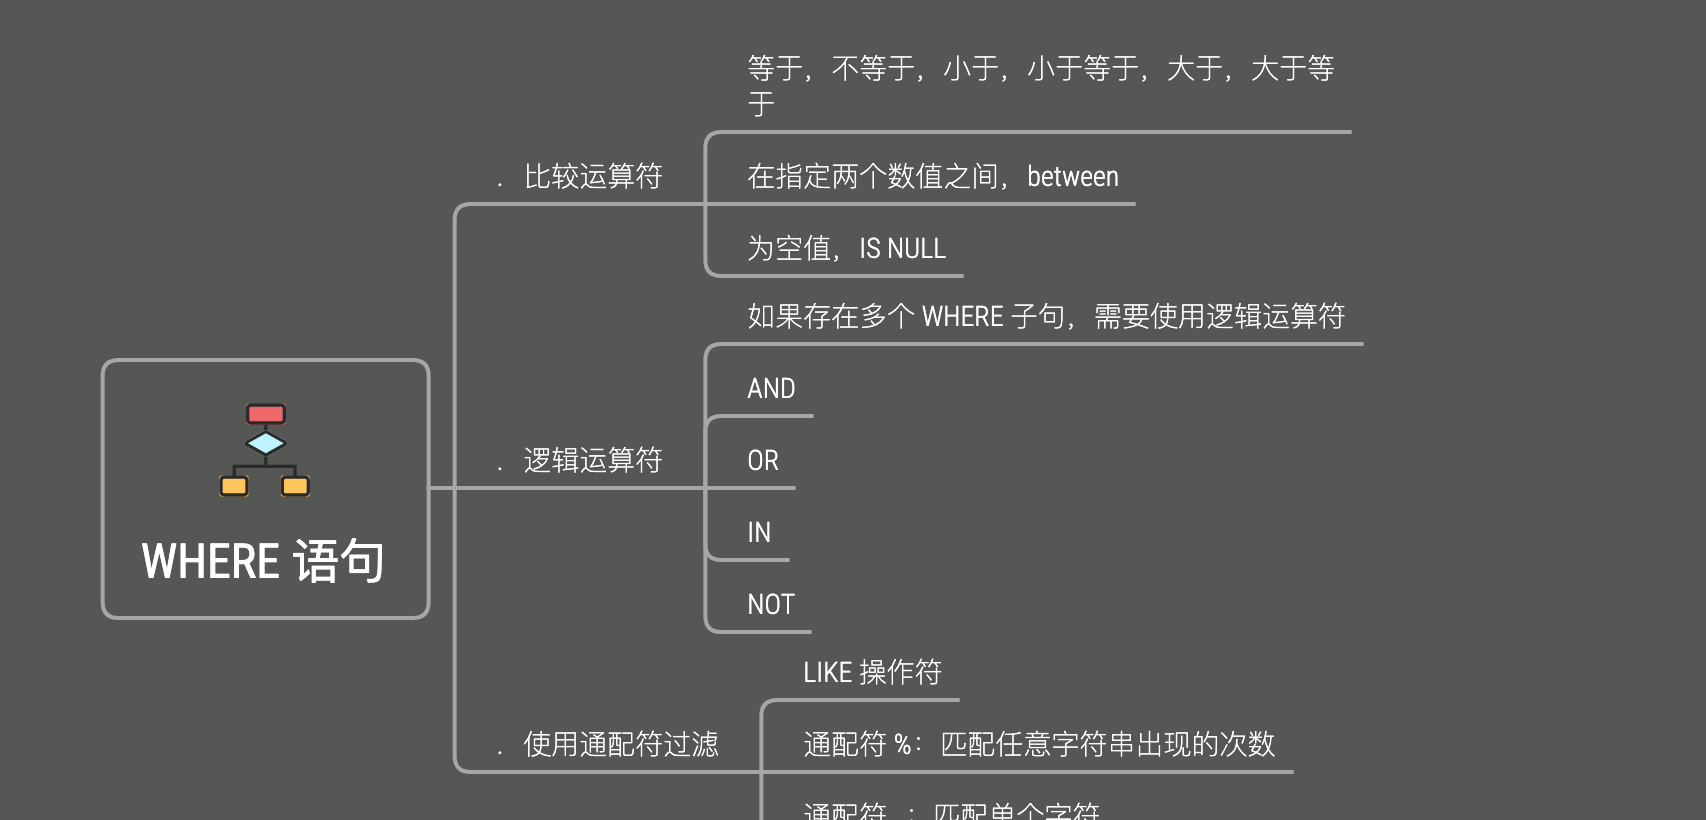 等于，不等于，小于，小于等于，大于，大于等
于
. 比较运算符
在指定两个数值之间，between
为空值，IS NULL
如果存在多个 WHERE 子句，需要使用逻辑运算符
AND
. 逻辑运算符
OR
IN
WHERE 语句
NOT
LIKE 操作符
. 使用通配符过滤
通配符 %：匹配任意字符串出现的次数
通配符 _：匹配单个字符